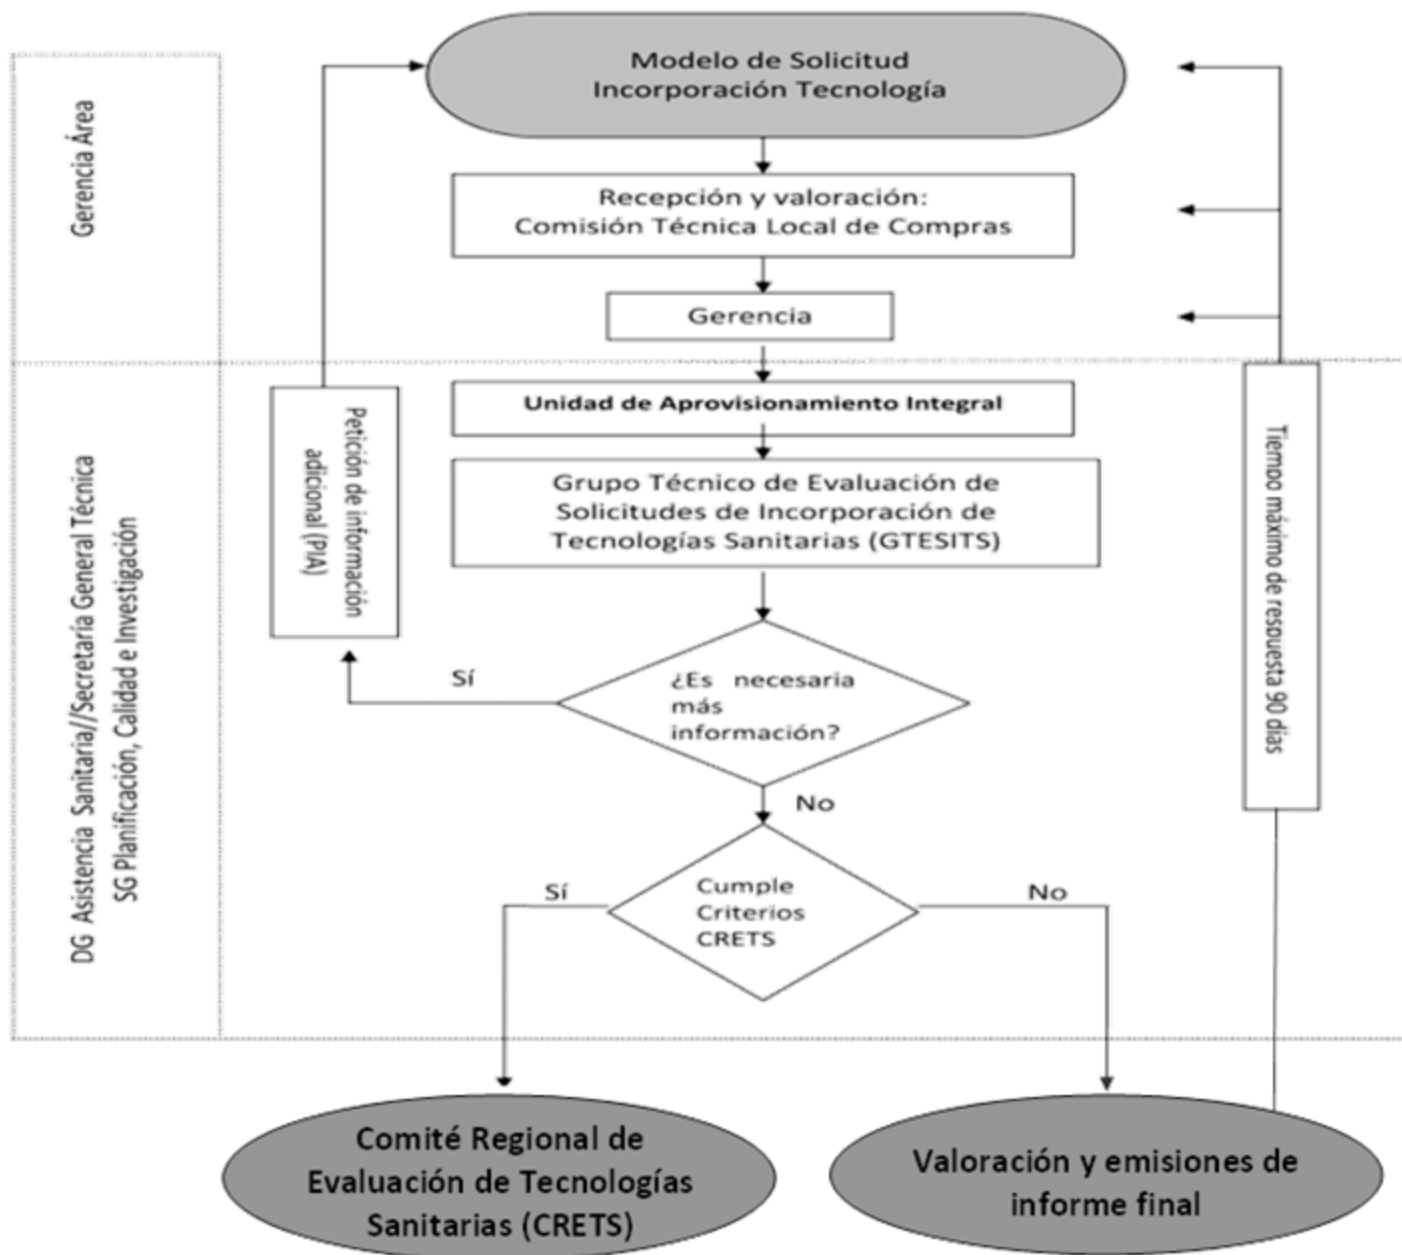 Modelo de Solicitud
Incorporación Tecnología
Gerencia Área
Recepción y valoración:
Comisión Técnica Local de Compras
Gerencia
Unidad de Aprovisionamiento Integral
Petición de información
adicional (PIA)
Grupo Técnico de Evaluación de
Solicitudes de Incorporación de
Tecnologías Sanitarias (GTESITS)
Tiempo máximo de respuesta 90 días
DG Asistencia Sanitaria//Secretaría General Técnica
SG Planificación, Calidad e Investigación
Sí
¿Es necesaria
más
información?
No
Sí
Cumple
Criterios
CRETS
No
Comité Regional de
Evaluación de Tecnologías
Sanitarias (CRETS)
Valoración y emisiones de
informe final